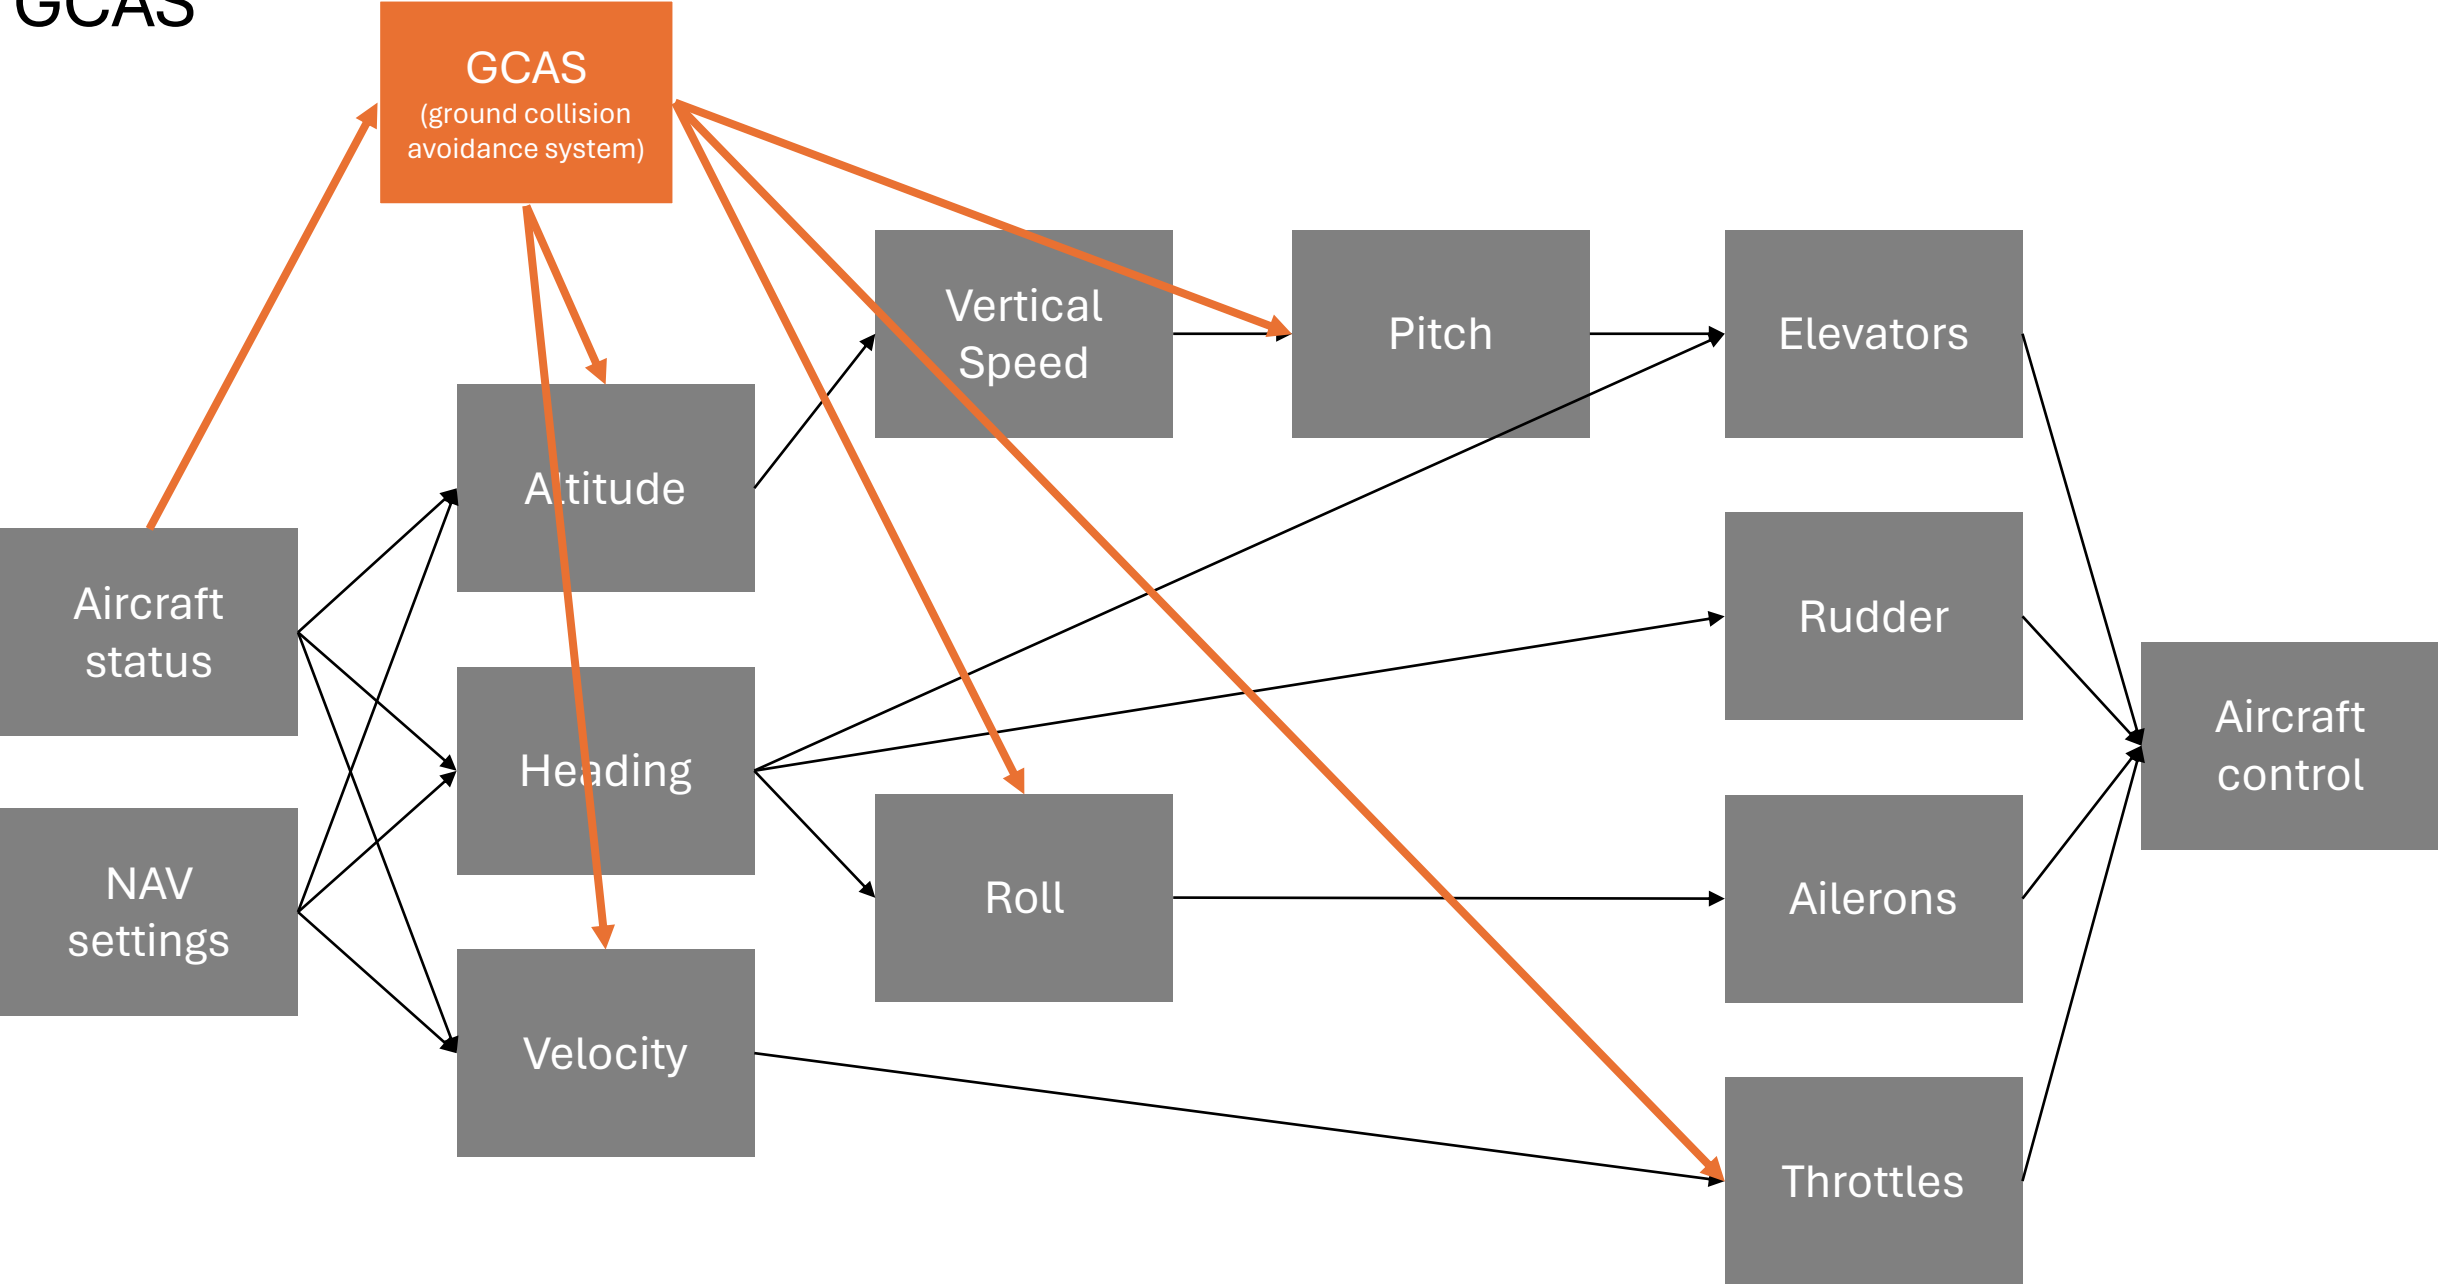 GCAS
GCAS
(ground collision
avoidance system)
Vertical
Speed
Pitch
Elevators
Altitude
Aircraft
status
Rudder
Heading
Aircraft
control
NAV
settings
Roll
Ailerons
Velocity
Throttles